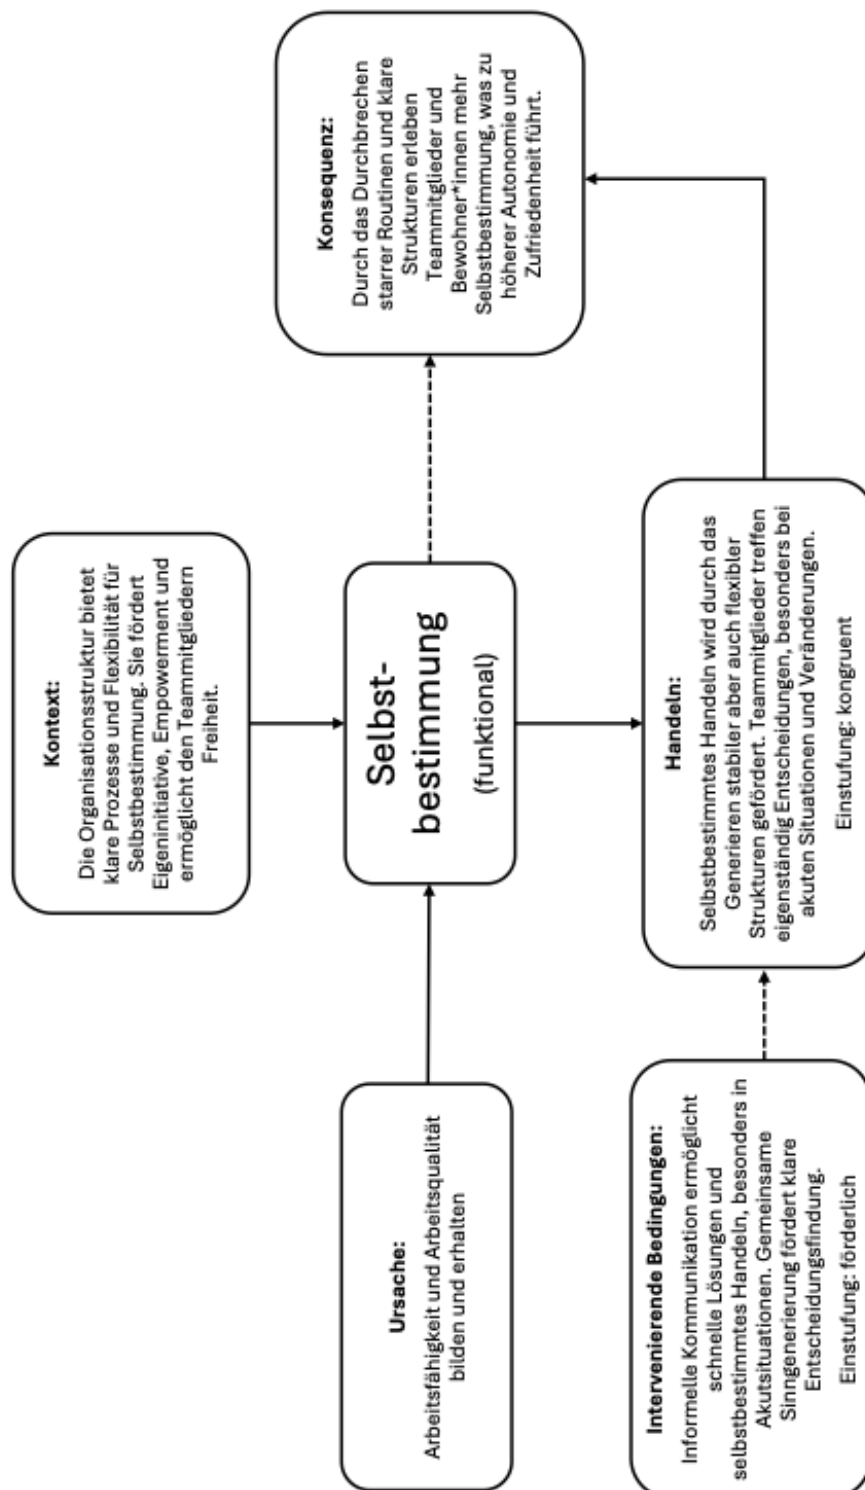 Kontext:
Die Organisationsstruktur bietet
klare Prozesse und Flexibilität für
Selbstbestimmung. Sie fördert
Eigeninitiative, Empowerment und
ermöglicht den Teammitgliedern
Freiheit.
Ursache:
Arbeitsfähigkeit und Arbeitsqualität
bilden und erhalten
Selbst-
bestimmung
(funktional)
Konsequenz:
Durch das Durchbrechen
starrer Routinen und klare
Strukturen erleben
Teammitglieder und
Bewohner*innen mehr
Selbstbestimmung, was zu
höherer Autonomie und
Zufriedenheit führt.
Intervenierende Bedingungen:
Informelle Kommunikation ermöglicht
schnelle Lösungen und
selbstbestimmtes Handeln, besonders in
Akutsituationen. Gemeinsame
Sinngenerierung fördert klare
Entscheidungsfindung.
Einstufung: förderlich
Handeln:
Selbstbestimmtes Handeln wird durch das
Generieren stabiler aber auch flexibler
Strukturen gefördert. Teammitglieder treffen
eigenständig Entscheidungen, besonders bei
akuten Situationen und Veränderungen.
Einstufung: kongruent